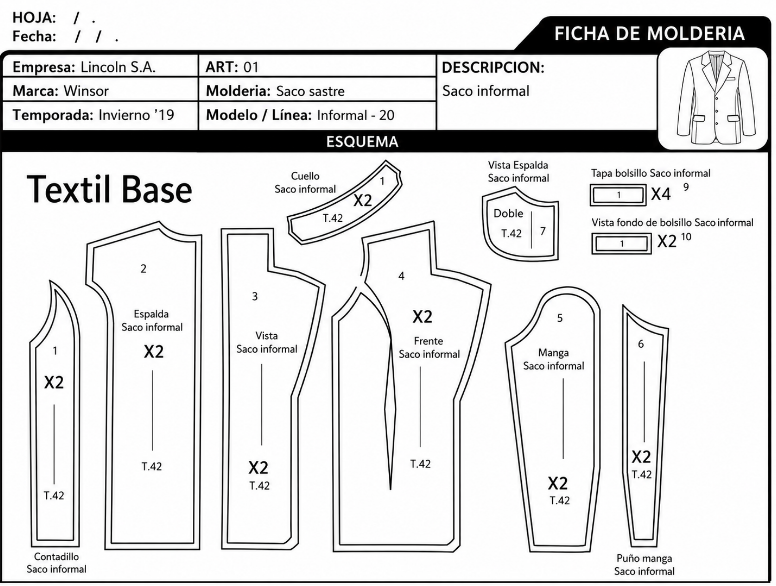 HOJA: / .
Fecha: / / .
FICHA DE MOLDERIA
Empresa: Lincoln S.A.
ART: 01
DESCRIPCION:
Marca: Winsor
Molderia: Saco sastre
Saco informal
Temporada: Invierno '19
Modelo / Línea: Informal - 20
ESQUEMA
Textil Base
Cuello
Saco informal
1
X2
T.42
Vista Espalda
Saco informal
Doble
T.42
7
Tapa bolsillo Saco informal
1
X4
9
Vista fondo de bolsillo Saco informal
1
X2
10
1
X2
T.42
Contadillo
Saco informal
2
Espalda
Saco informal
X2
T.42
3
Vista
Saco informal
X2
T.42
4
X2
Frente
Saco informal
T.42
5
Manga
Saco informal
X2
T.42
6
X2
T.42
Puño manga
Saco informal